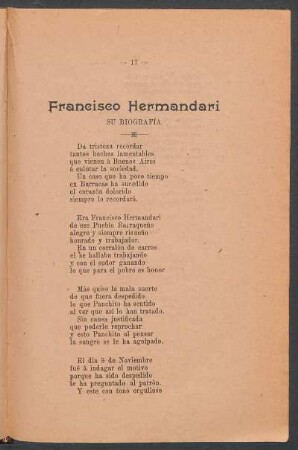 — 17 —
Francisco Hermandari
SU BIOGRAFÍA
Da tristeza recordar
tantos hechos lamentables
que vienen á Buenos Aires
á enlutar la sociedad.
Un caso que ha poco tiempo
en Barracas ha sucedido
el corazón dolorido
siempre lo recordará.
Era Francisco Hermandari
de ese Pueblo Barraqueño
alegre y siempre risueño
honrado y trabajador.
En un corralón de carros
el se hallaba trabajando
y con el sudor ganando
lo que para el pobre es honor
Más quiso la mala suerte
de que fuera despedido
lo que Panchito ha sentido
al ver que así lo han tratado.
Sin causa justificada
que poderle reprochar
y esto Panchito al pensar
la sangre se le ha agolpado.
El dia 9 de Noviembre
fué á indagar el motivo
porque ha sido despedido
le ha preguntado al patrón.
Y este con tono orgulloso